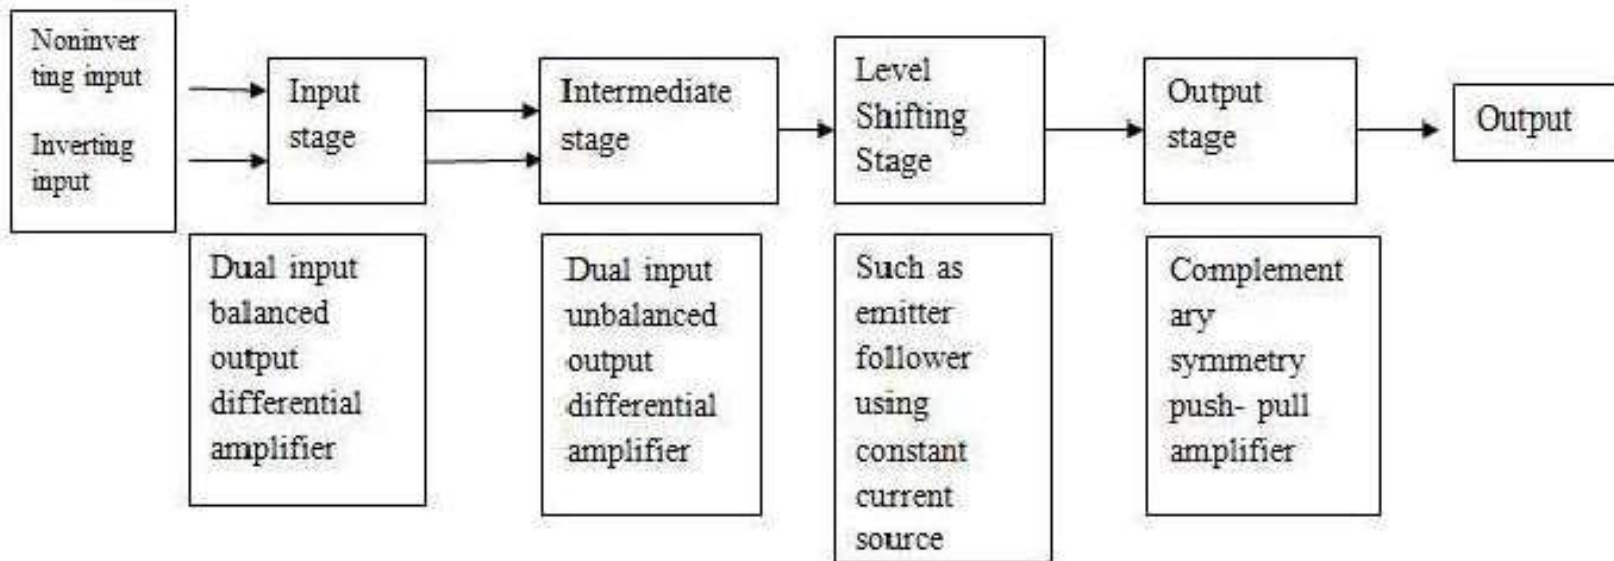 Noninver
ting input
Inverting
input
Input
stage
Intermediate
stage
Level
Shifting
Stage
Output
stage
Output
Dual input
balanced
output
differential
amplifier
Dual input
unbalanced
output
differential
amplifier
Such as
emitter
follower
using
constant
current
source
Complement
ary
symmetry
push- pull
amplifier